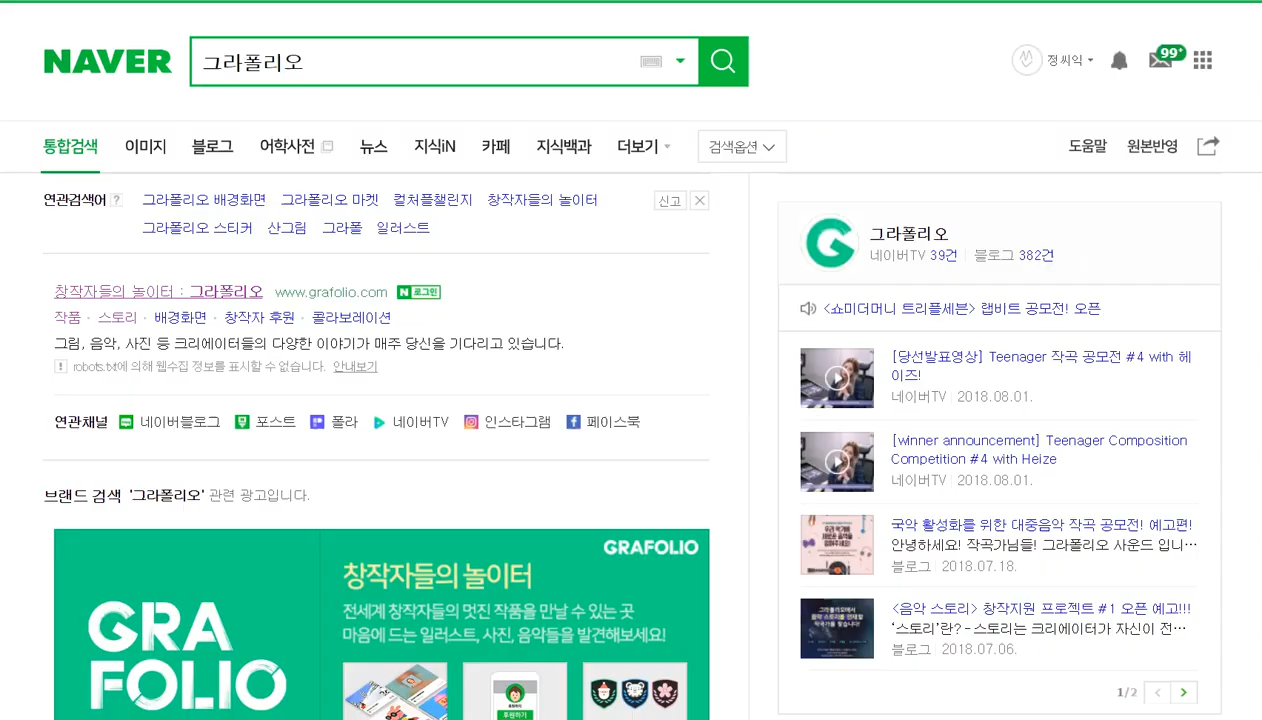 NAVER
그라폴리오
정씨익
99+
통합검색 이미지 블로그 어학사전 뉴스 지식iN 카페 지식백과 더보기 검색옵션 도움말 원본반영
연관검색어 ? 그라폴리오 배경화면 그라폴리오 마켓 컬처플챌린지 창작자들의 놀이터 신고
그라폴리오 스티커 산그림 그라폴 일러스트
창작자들의 놀이터 : 그라폴리오 www.grafolio.com N 로그인
작품 · 스토리 · 배경화면 · 창작자 후원 · 콜라보레이션
그림, 음악, 사진 등 크리에이터들의 다양한 이야기가 매주 당신을 기다리고 있습니다.
! robots.txt에 의해 웹수집 정보를 표시할 수 없습니다. 안내보기
연관채널 네이버블로그 포스트 폴라 네이버TV 인스타그램 페이스북
브랜드 검색 '그라폴리오' 관련 광고입니다.
GRAFOLIO
창작자들의 놀이터
전세계 창작자들의 멋진 작품을 만날 수 있는 곳
마음에 드는 일러스트, 사진, 음악들을 발견해보세요!
GRA
FOLIO
후원하기
그라폴리오
네이버TV 39건 블로그 382건
<쇼미더머니 트리플세븐> 랩비트 공모전! 오픈
[당선발표영상] Teenager 작곡 공모전 #4 with 헤
이즈!
네이버TV 2018.08.01.
[winner announcement] Teenager Composition
Competition #4 with Heize
네이버TV 2018.08.01.
국악 활성화를 위한 대중음악 작곡 공모전! 예고편!
안녕하세요! 작곡가님들! 그라폴리오 사운드 입니…
블로그 2018.07.18.
<음악 스토리> 창작지원 프로젝트 #1 오픈 예고!!!
'스토리'란? - 스토리는 크리에이터가 자신이 전…
블로그 2018.07.06.
1/2